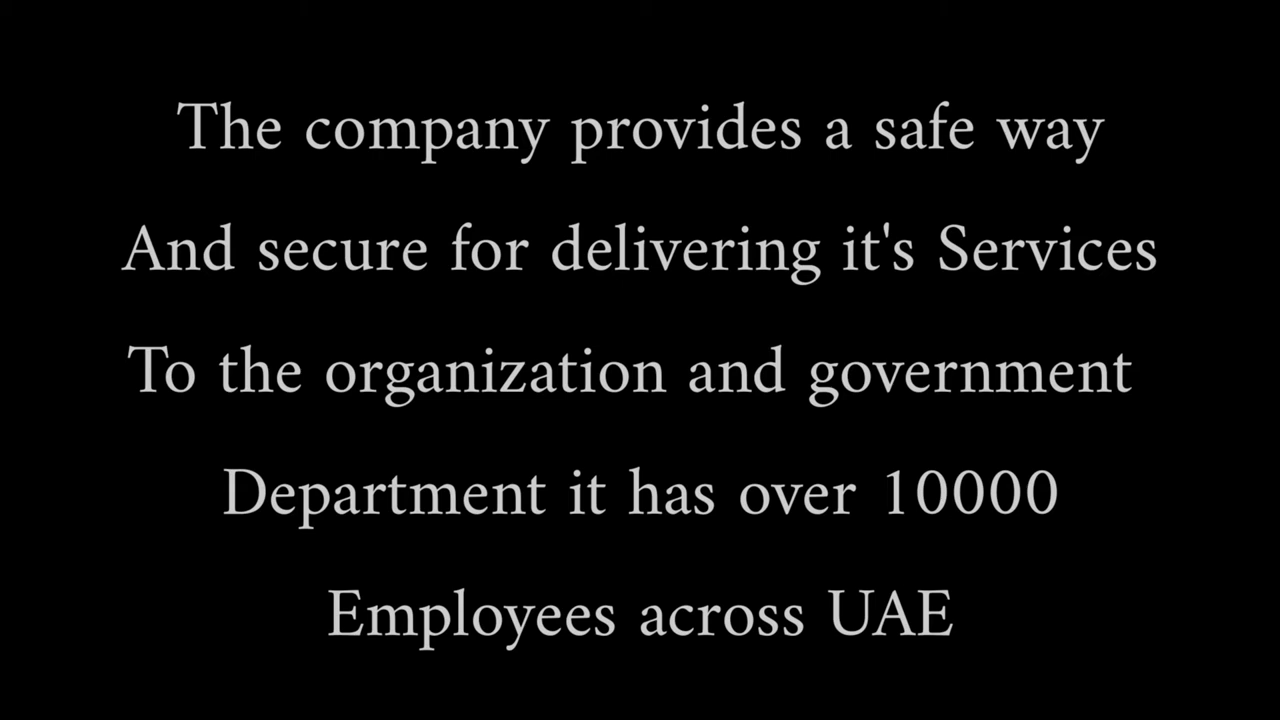 The company provides a safe way
And secure for delivering it's Services
To the organization and government
Department it has over 10000
Employees across UAE